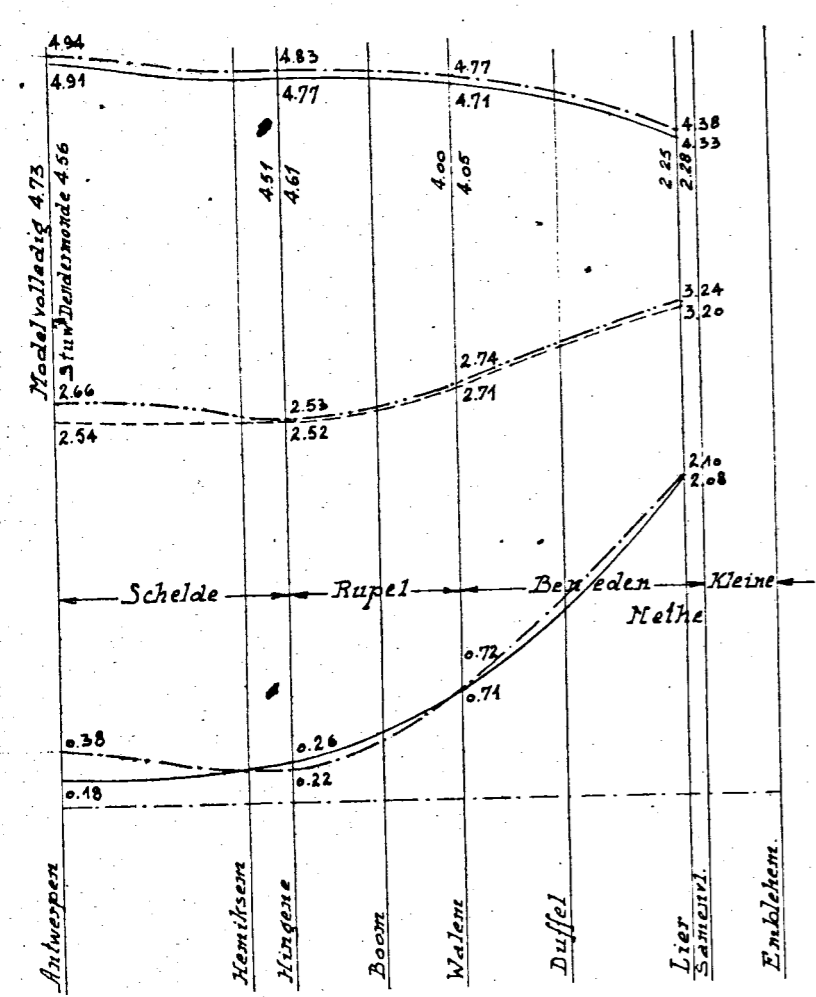 4.94
4.83
4.77
4.91
4.77
4.71
4.38
4.33
Modelvolledig 4.73
Stuw Dendermonde 4.56
4.51
4.61
4.00
4.05
2.25
2.28
3.24
3.20
2.66
2.53
2.74
2.71
2.54
2.52
2.10
2.08
Schelde
Rupel
Beneden
Kleine
Nethe
0.72
0.71
0.38
0.26
0.22
0.18
Antwerpen
Hemiksem
Hingene
Boom
Walem
Duffel
Lier
Samenvl.
Emblehem.